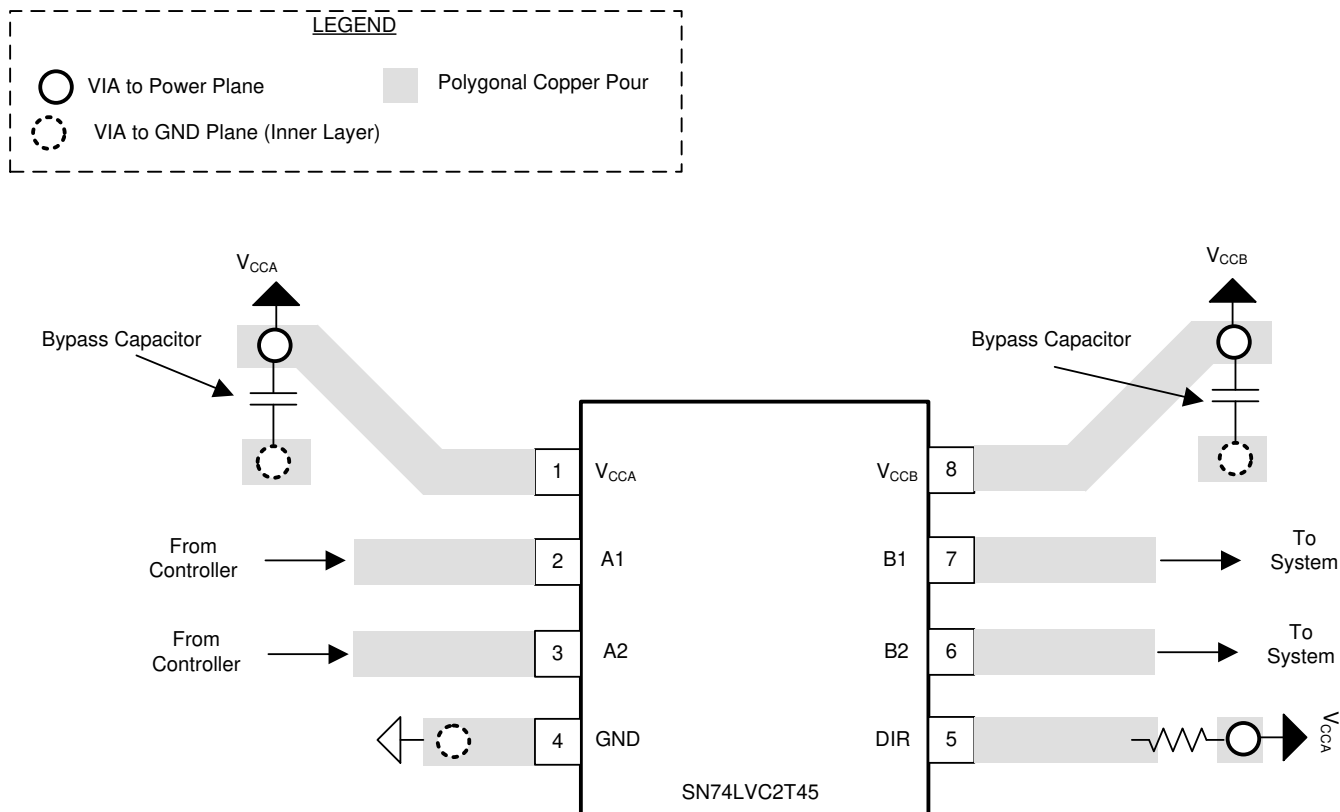 LEGEND
VIA to Power Plane
Polygonal Copper Pour
VIA to GND Plane (Inner Layer)
VCCA
VCCB
Bypass Capacitor
Bypass Capacitor
1
VCCA
VCCB
8
From
Controller
2
A1
B1
7
To
System
From
Controller
3
A2
B2
6
To
System
4
GND
DIR
5
VCCA
SN74LVC2T45